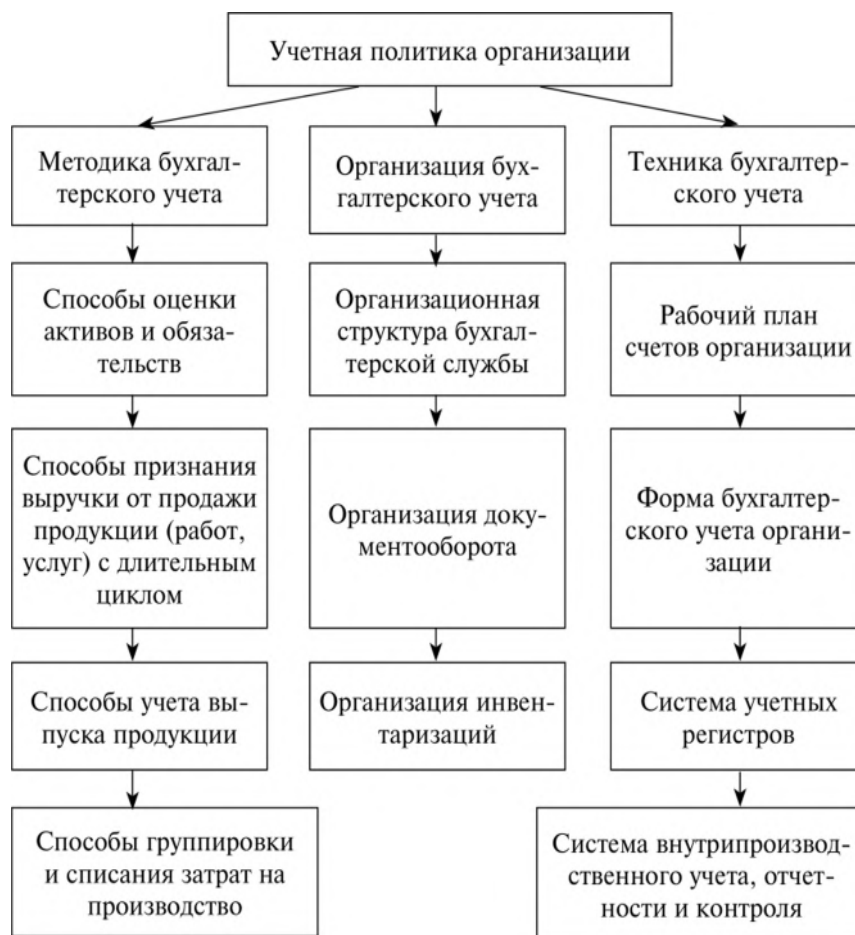 Учетная политика организации
Методика бухгал-
терского учета
Организация бух-
галтерского учета
Техника бухгалтер-
ского учета
Способы оценки
активов и обяза-
тельств
Организационная
структура бухгал-
терской службы
Рабочий план
счетов организации
Способы признания
выручки от продажи
продукции (работ,
услуг) с длительным
циклом
Организация доку-
ментооборота
Форма бухгалтер-
ского учета органи-
зации
Способы учета вы-
пуска продукции
Организация инвен-
таризаций
Система учетных
регистров
Способы группировки
и списания затрат на
производство
Система внутрипроизвод-
ственного учета, отчет-
ности и контроля